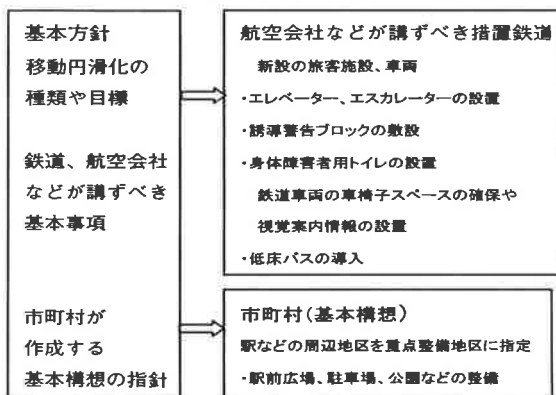 基本方針
移動円滑化の
種類や目標
鉄道、航空会社
などが講ずべき
基本事項
市町村が
作成する
基本構想の指針
航空会社などが講ずべき措置鉄道
新設の旅客施設、車両
・エレベーター、エスカレーターの設置
・誘導警告ブロックの敷設
・身体障害者用トイレの設置
鉄道車両の車椅子スペースの確保や
視覚案内情報の設置
・低床バスの導入
市町村(基本構想)
駅などの周辺地区を重点整備地区に指定
・駅前広場、駐車場、公園などの整備